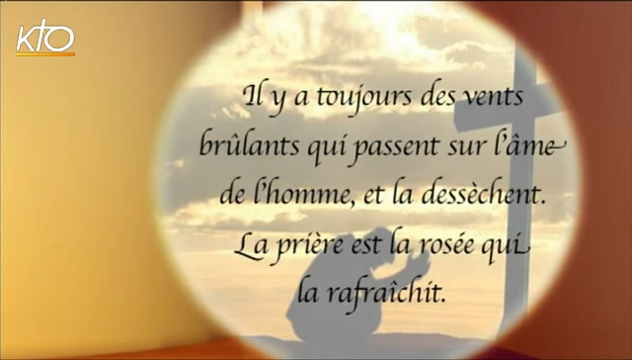 KTO
Il y a toujours des vents
brûlants qui passent sur l'âme
de l'homme, et la dessèchent.
La prière est la rosée qui
la rafraîchit.